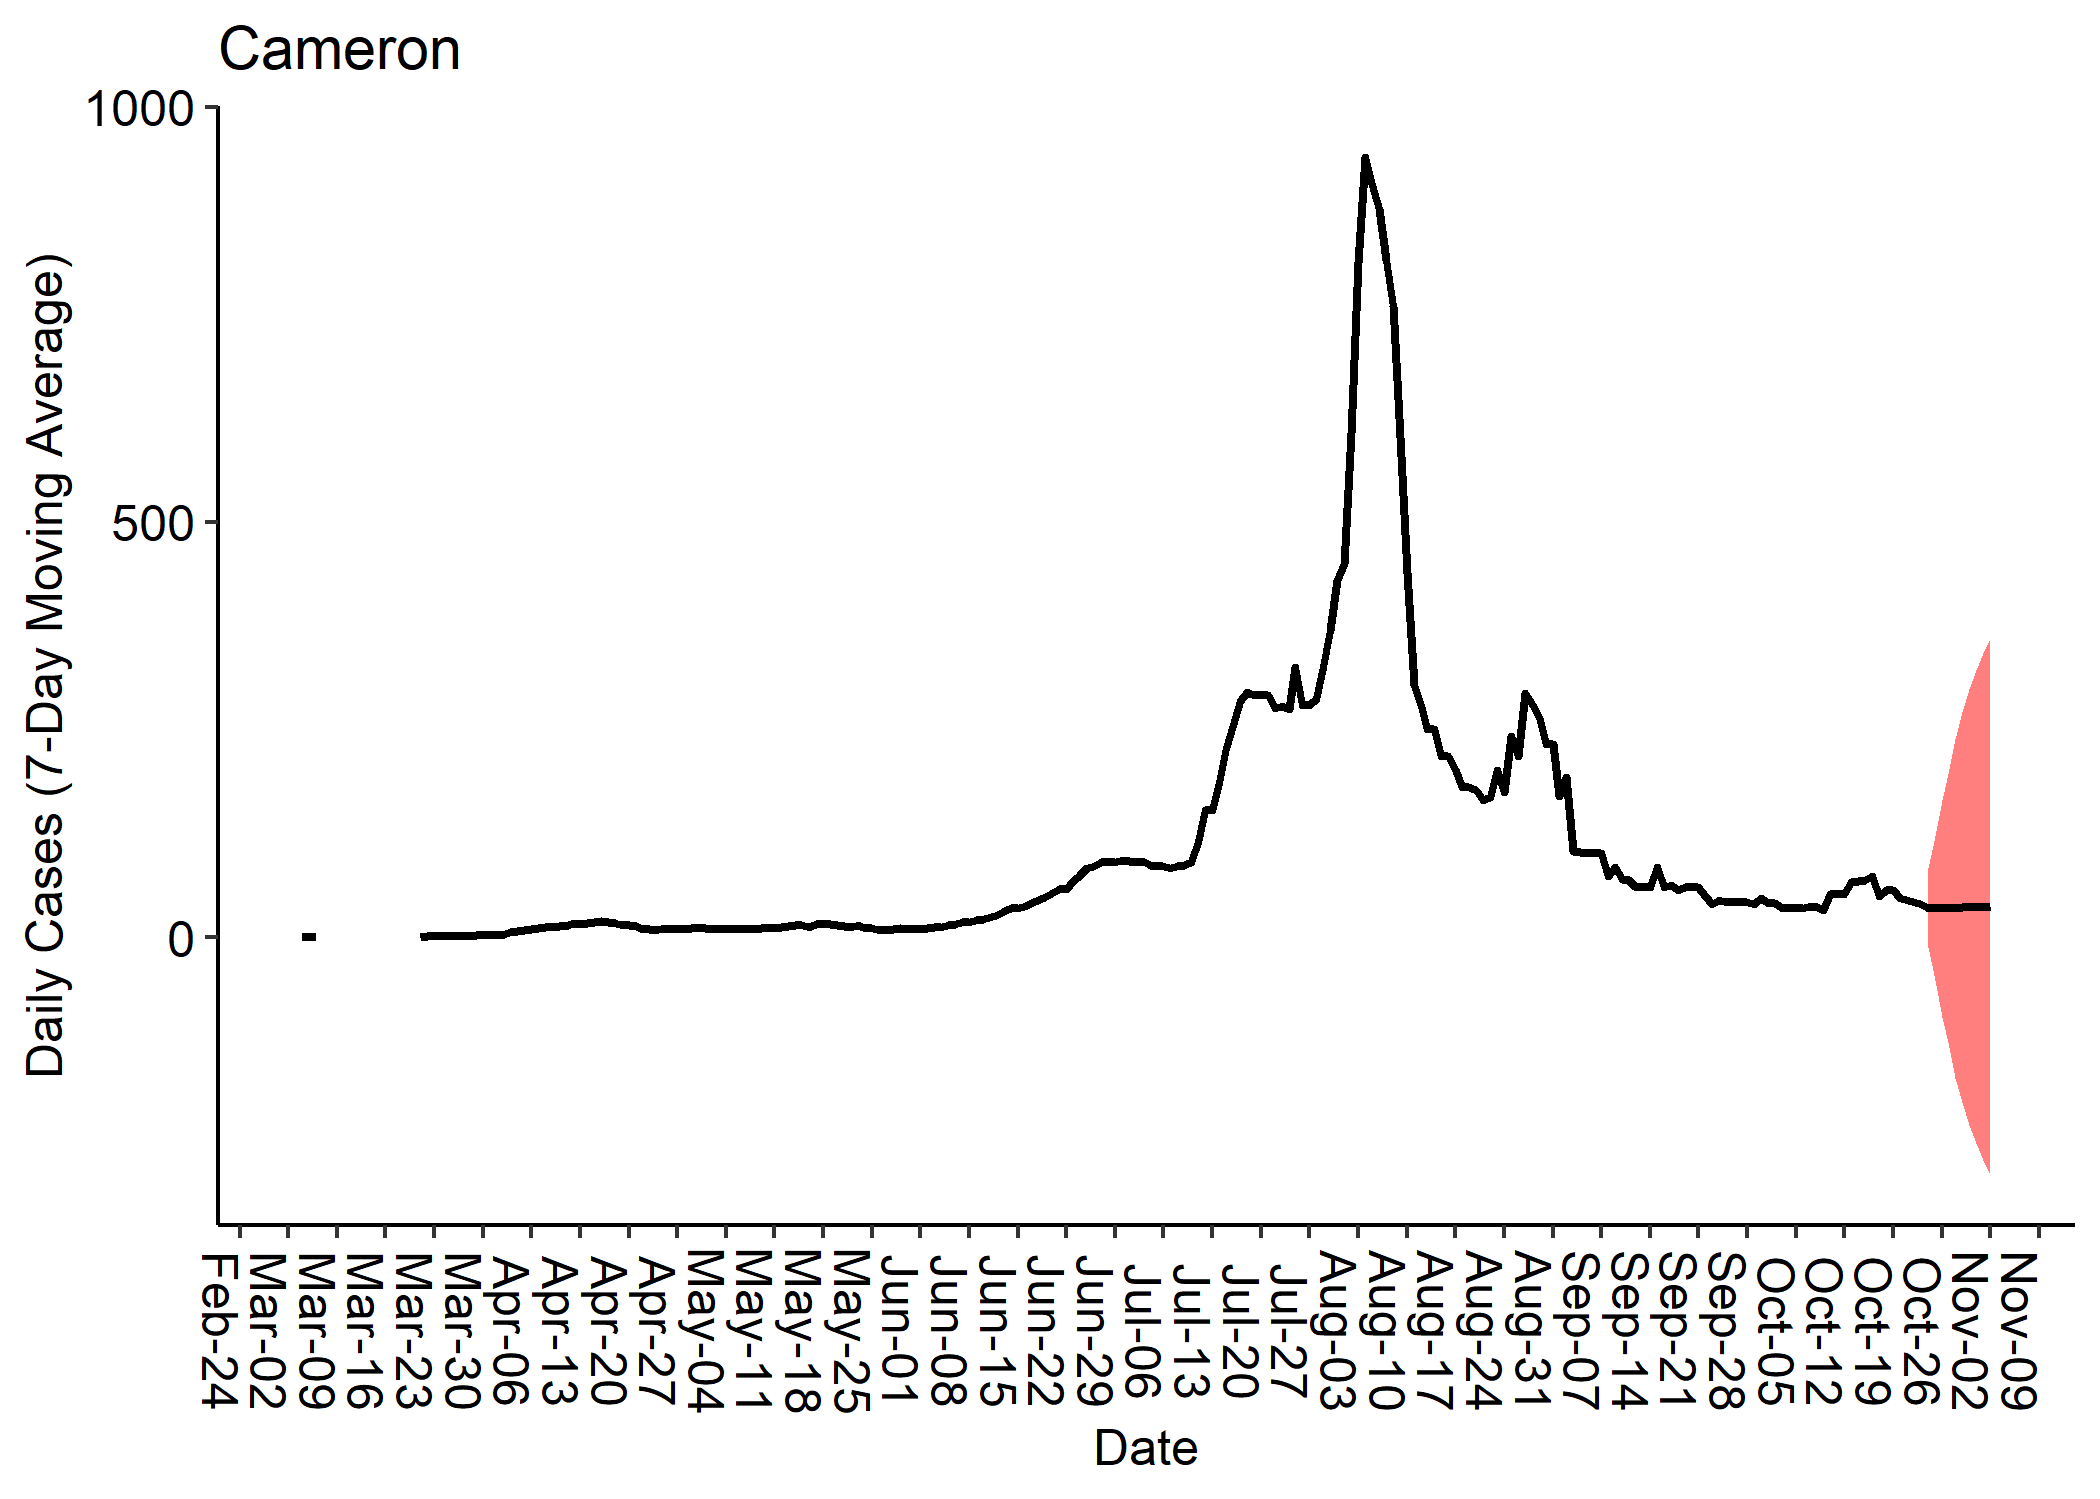 Cameron
1000
500
0
Daily Cases (7-Day Moving Average)
Feb-24
Mar-02
Mar-09
Mar-16
Mar-23
Mar-30
Apr-06
Apr-13
Apr-20
Apr-27
May-04
May-11
May-18
May-25
Jun-01
Jun-08
Jun-15
Jun-22
Jun-29
Jul-06
Jul-13
Jul-20
Jul-27
Aug-03
Aug-10
Aug-17
Aug-24
Aug-31
Sep-07
Sep-14
Sep-21
Sep-28
Oct-05
Oct-12
Oct-19
Oct-26
Nov-02
Nov-09
Date